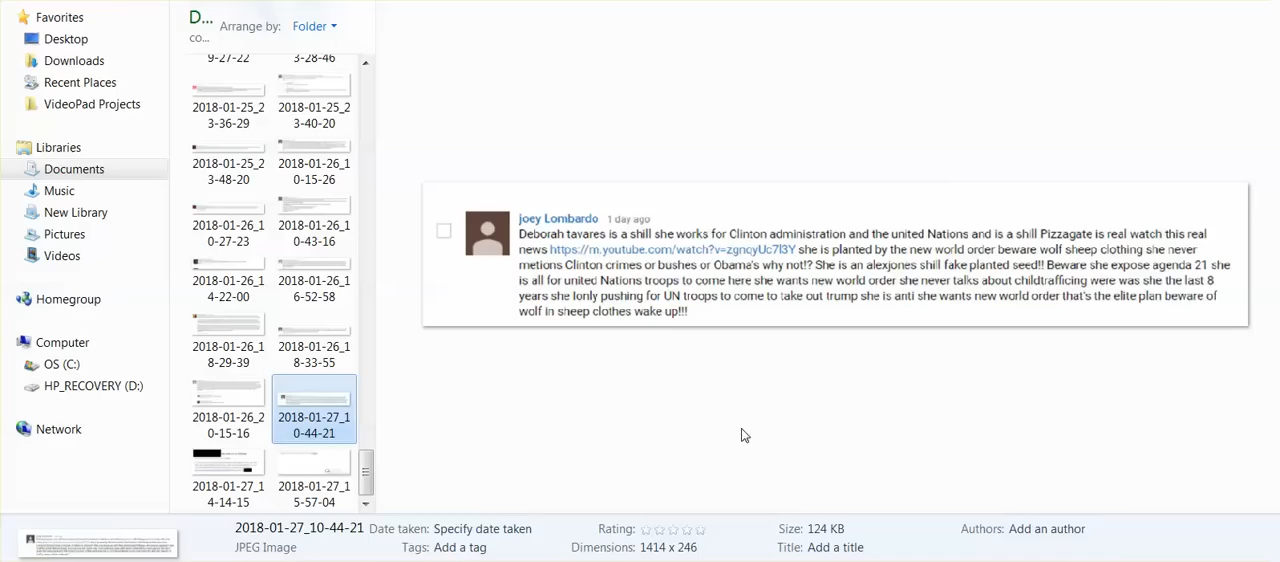 Favorites
Desktop
Downloads
Recent Places
VideoPad Projects
Libraries
Documents
Music
New Library
Pictures
Videos
Homegroup
Computer
OS (C:)
HP_RECOVERY (D:)
Network
D...
co...
Arrange by: Folder
9-27-22
3-28-46
2018-01-25_2
3-36-29
2018-01-25_2
3-40-20
2018-01-25_2
3-48-20
2018-01-26_1
0-15-26
2018-01-26_1
0-27-23
2018-01-26_1
0-43-16
2018-01-26_1
4-22-00
2018-01-26_1
6-52-58
2018-01-26_1
8-29-39
2018-01-26_1
8-33-55
2018-01-26_2
0-15-16
2018-01-27_1
0-44-21
2018-01-27_1
4-14-15
2018-01-27_1
5-57-04
joey Lombardo 1 day ago
Deborah tavares is a shill she works for Clinton administration and the united Nations and is a shill Pizzagate is real watch this real
news https://m.youtube.com/watch?v=zgnqyUc7l3Y she is planted by the new world order beware wolf sheep clothing she never
metions Clinton crimes or bushes or Obama's why not!? She is an alexjones shill fake planted seed!! Beware she expose agenda 21 she
is all for united Nations troops to come here she wants new world order she never talks about childtrafficing were was she the last 8
years she lonly pushing for UN troops to come to take out trump she is anti she wants new world order that's the elite plan beware of
wolf in sheep clothes wake up!!!
2018-01-27_10-44-21 Date taken: Specify date taken Rating: Size: 124 KB Authors: Add an author
JPEG Image Tags: Add a tag Dimensions: 1414 x 246 Title: Add a title